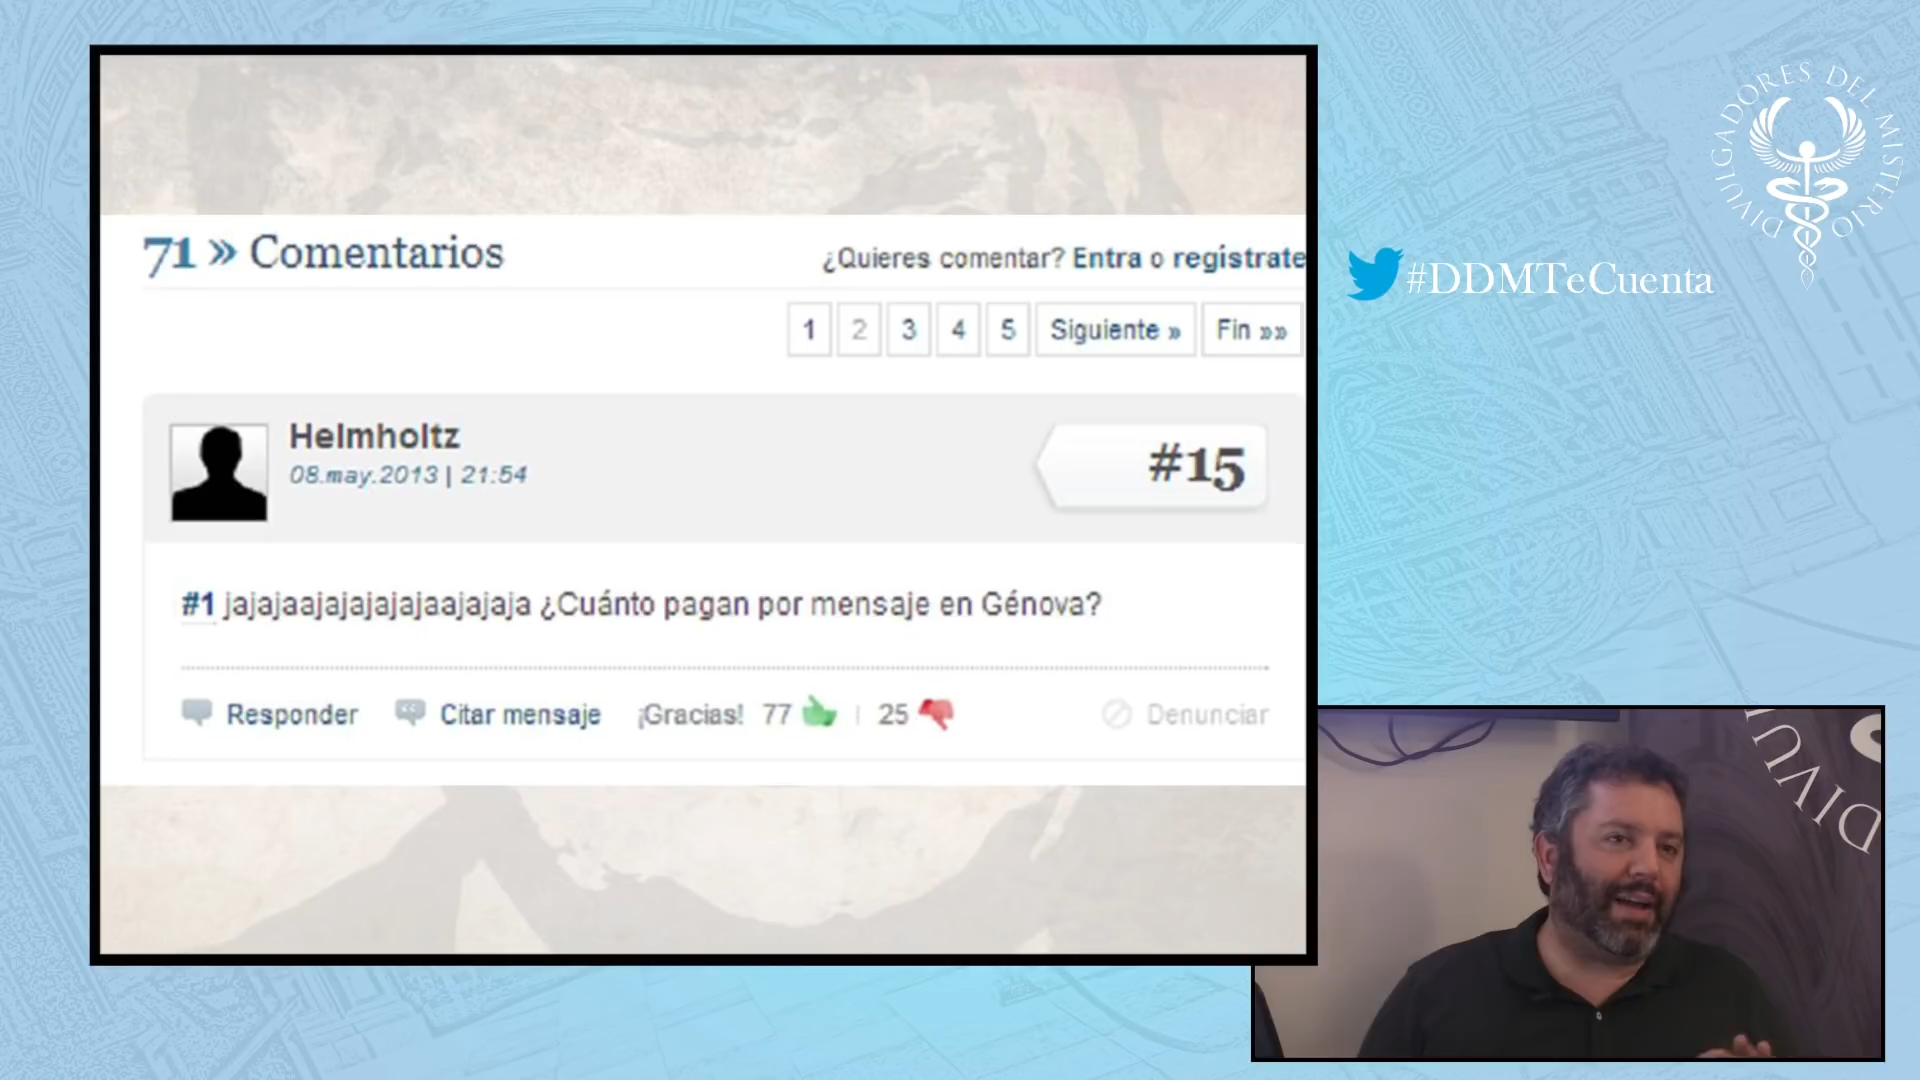 71 » Comentarios
¿Quieres comentar? Entra o regístrate
1 2 3 4 5 Siguiente » Fin »»
Helmholtz
08.may.2013 | 21:54
#15
#1 jajajaajajajajajaajajaja ¿Cuánto pagan por mensaje en Génova?
Responder Citar mensaje ¡Gracias! 77 | 25 Denunciar
DIVULGADORES DEL MISTERIO
#DDMTeCuenta
DIVU